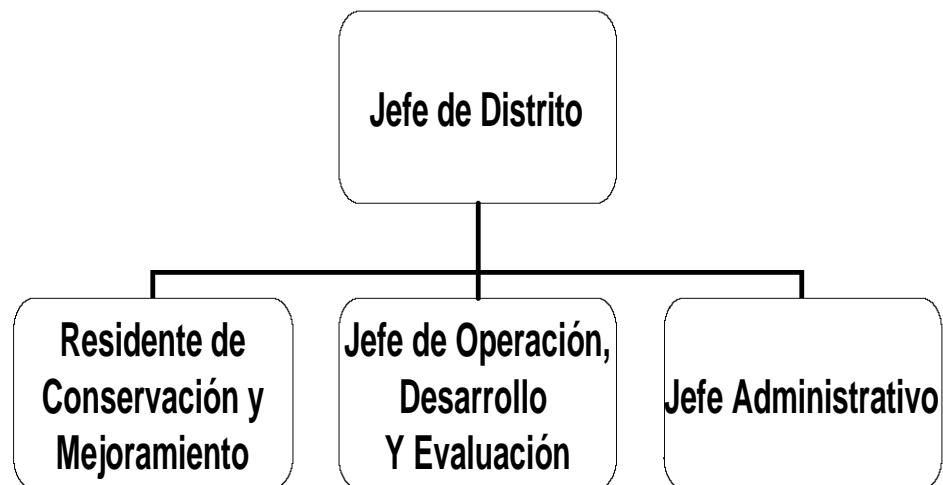 Jefe de Distrito
Residente de
Conservación y
Mejoramiento
Jefe de Operación,
Desarrollo
Y Evaluación
Jefe Administrativo